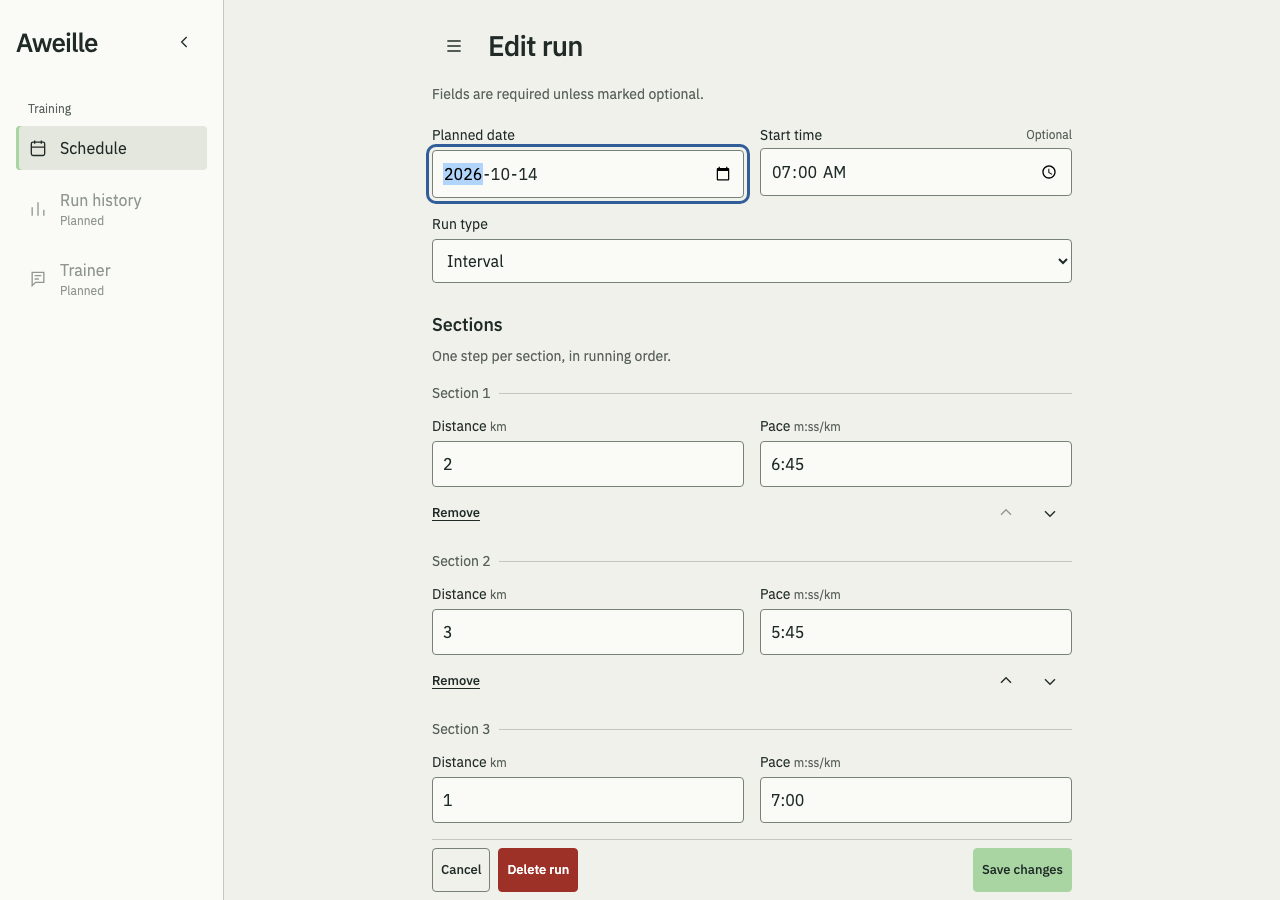 Aweille
Training
Schedule
Run history
Planned
Trainer
Planned
Edit run
Fields are required unless marked optional.
Planned date
2026-10-14
Start time Optional
07:00 AM
Run type
Interval
Sections
One step per section, in running order.
Section 1
Distance km
2
Pace m:ss/km
6:45
Remove
Section 2
Distance km
3
Pace m:ss/km
5:45
Remove
Section 3
Distance km
1
Pace m:ss/km
7:00
Cancel
Delete run
Save changes